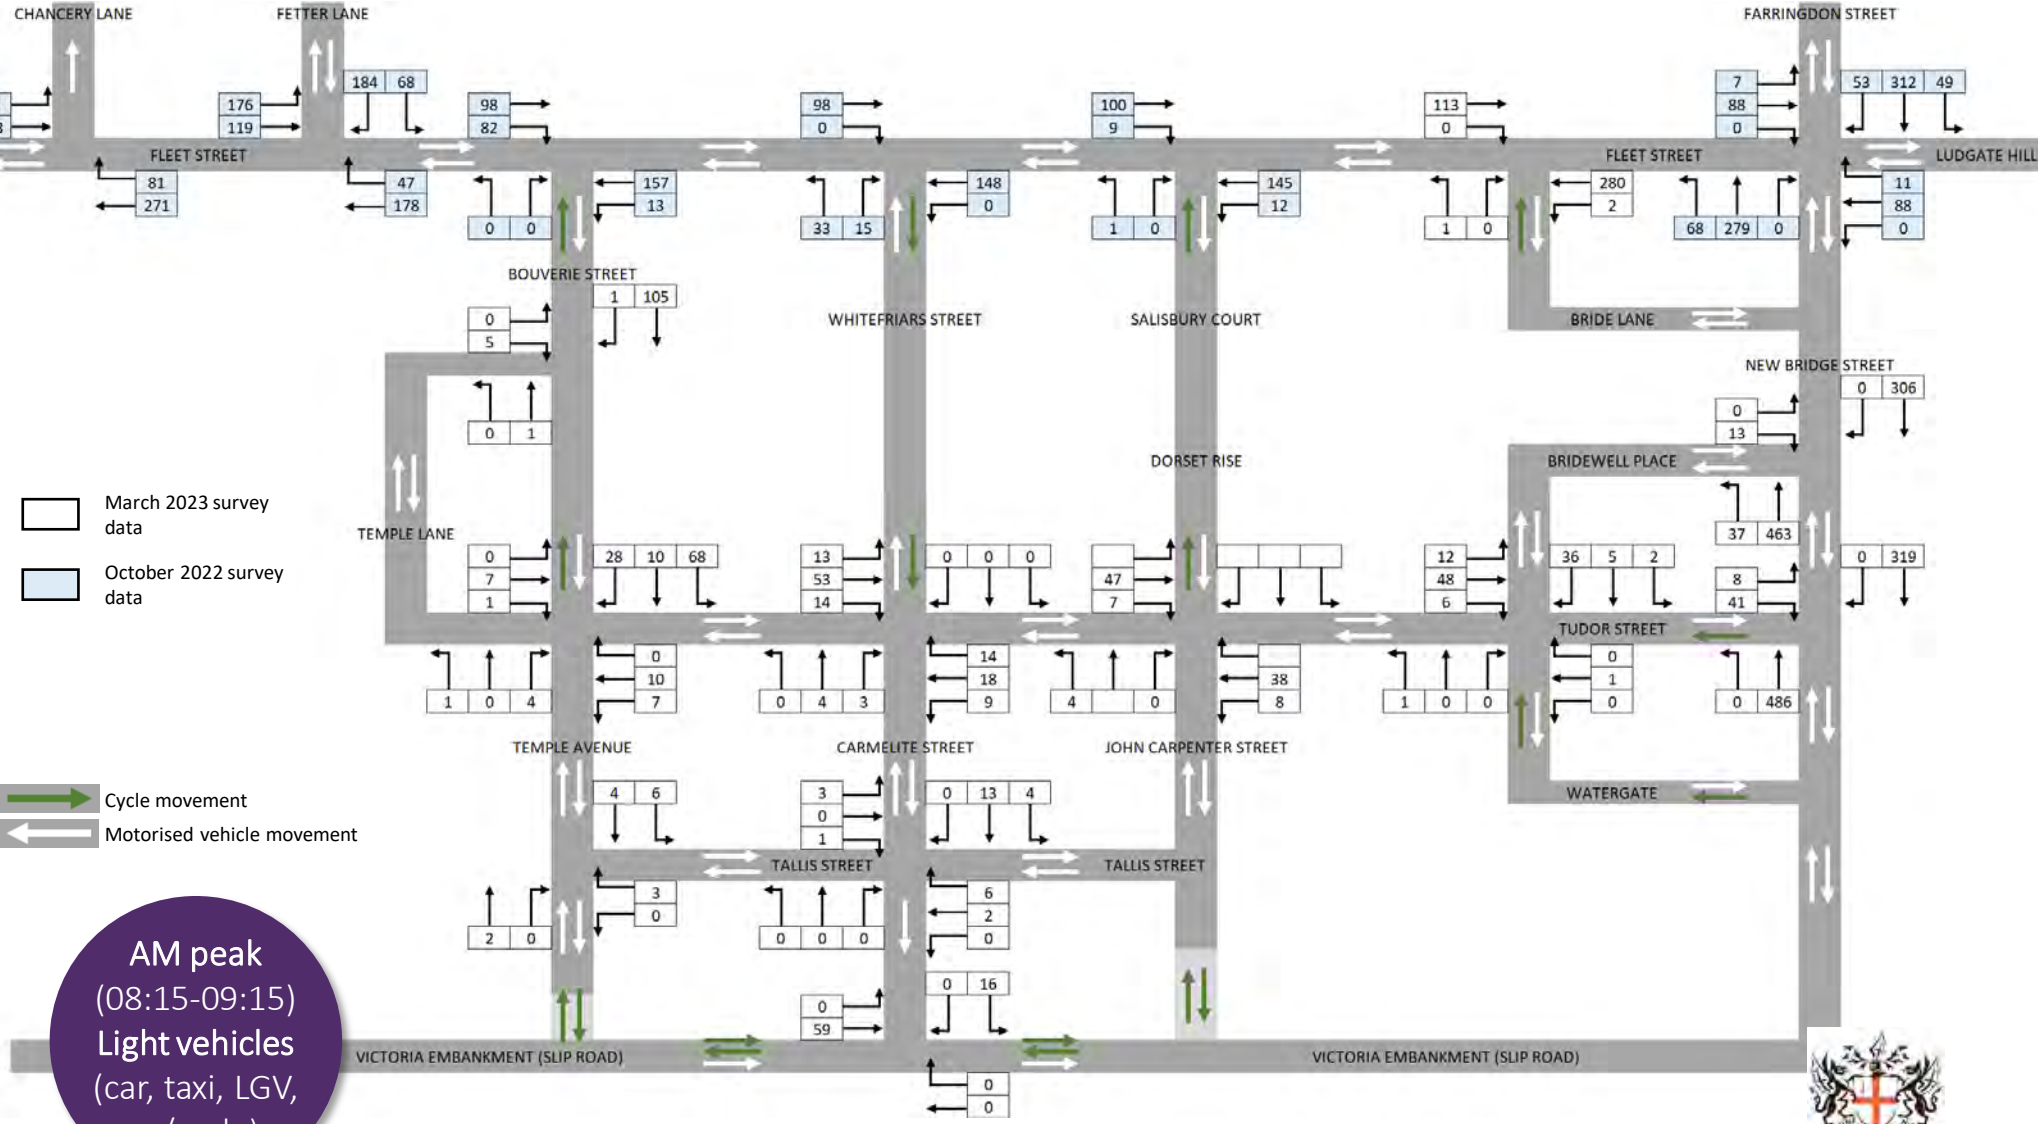 CHANCERY LANE
FETTER LANE
FARRINGDON STREET
184 68
7
88
0
53 312 49
176
119
98
82
98
0
100
9
113
0
FLEET STREET
FLEET STREET
LUDGATE HILL
81
271
47
178
0 0
157
13
33 15
148
0
1 0
145
12
1 0
280
2
68 279 0
11
88
0
BOUVERIE STREET
1 105
0
5
WHITEFRIARS STREET
SALISBURY COURT
BRIDE LANE
NEW BRIDGE STREET
0 306
0
13
0 1
DORSET RISE
BRIDEWELL PLACE
37 463
March 2023 survey
data
October 2022 survey
data
TEMPLE LANE
0
7
1
28 10 68
13
53
14
0 0 0
47
7
12
48
6
36 5 2
8
41
0 319
TUDOR STREET
1 0 4
0
10
7
0 4 3
14
18
9
4 0
38
8
1 0 0
0
1
0
0 486
TEMPLE AVENUE
CARMELITE STREET
JOHN CARPENTER STREET
4 6
3
0
1
0 13 4
WATERGATE
Cycle movement
Motorised vehicle movement
TALLIS STREET
TALLIS STREET
2 0
3
0
0 0 0
6
2
0
0 16
0
59
AM peak
(08:15-09:15)
Light vehicles
(car, taxi, LGV,
VICTORIA EMBANKMENT (SLIP ROAD)
VICTORIA EMBANKMENT (SLIP ROAD)
0
0